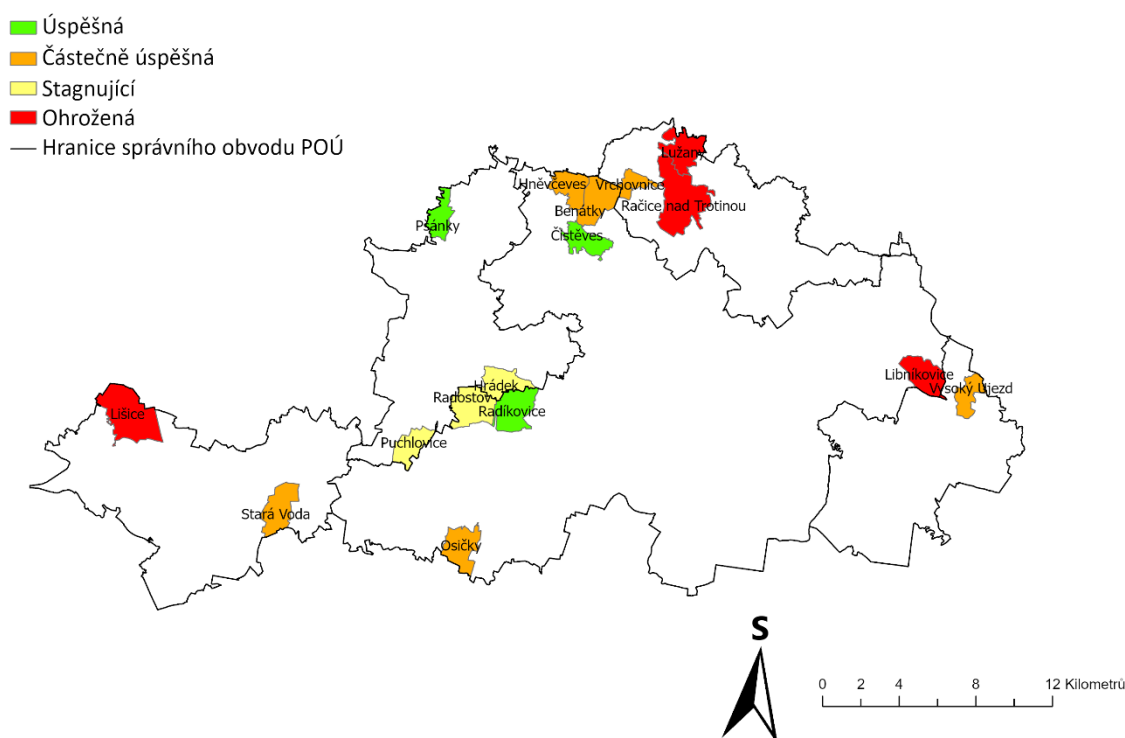 Úspěšná
Částečně úspěšná
Stagnující
Ohrožená
Hranice správního obvodu POÚ
Lužany
Hněvčeves
Vrchovnice
Račice nad Trotinou
Benátky
Pšánky
Čistěves
Libníkovice
Vysoký Újezd
Hrádek
Radostov
Radíkovice
Lišice
Puchlovice
Stará Voda
Osičky
S
0 2 4 8 12 Kilometrů